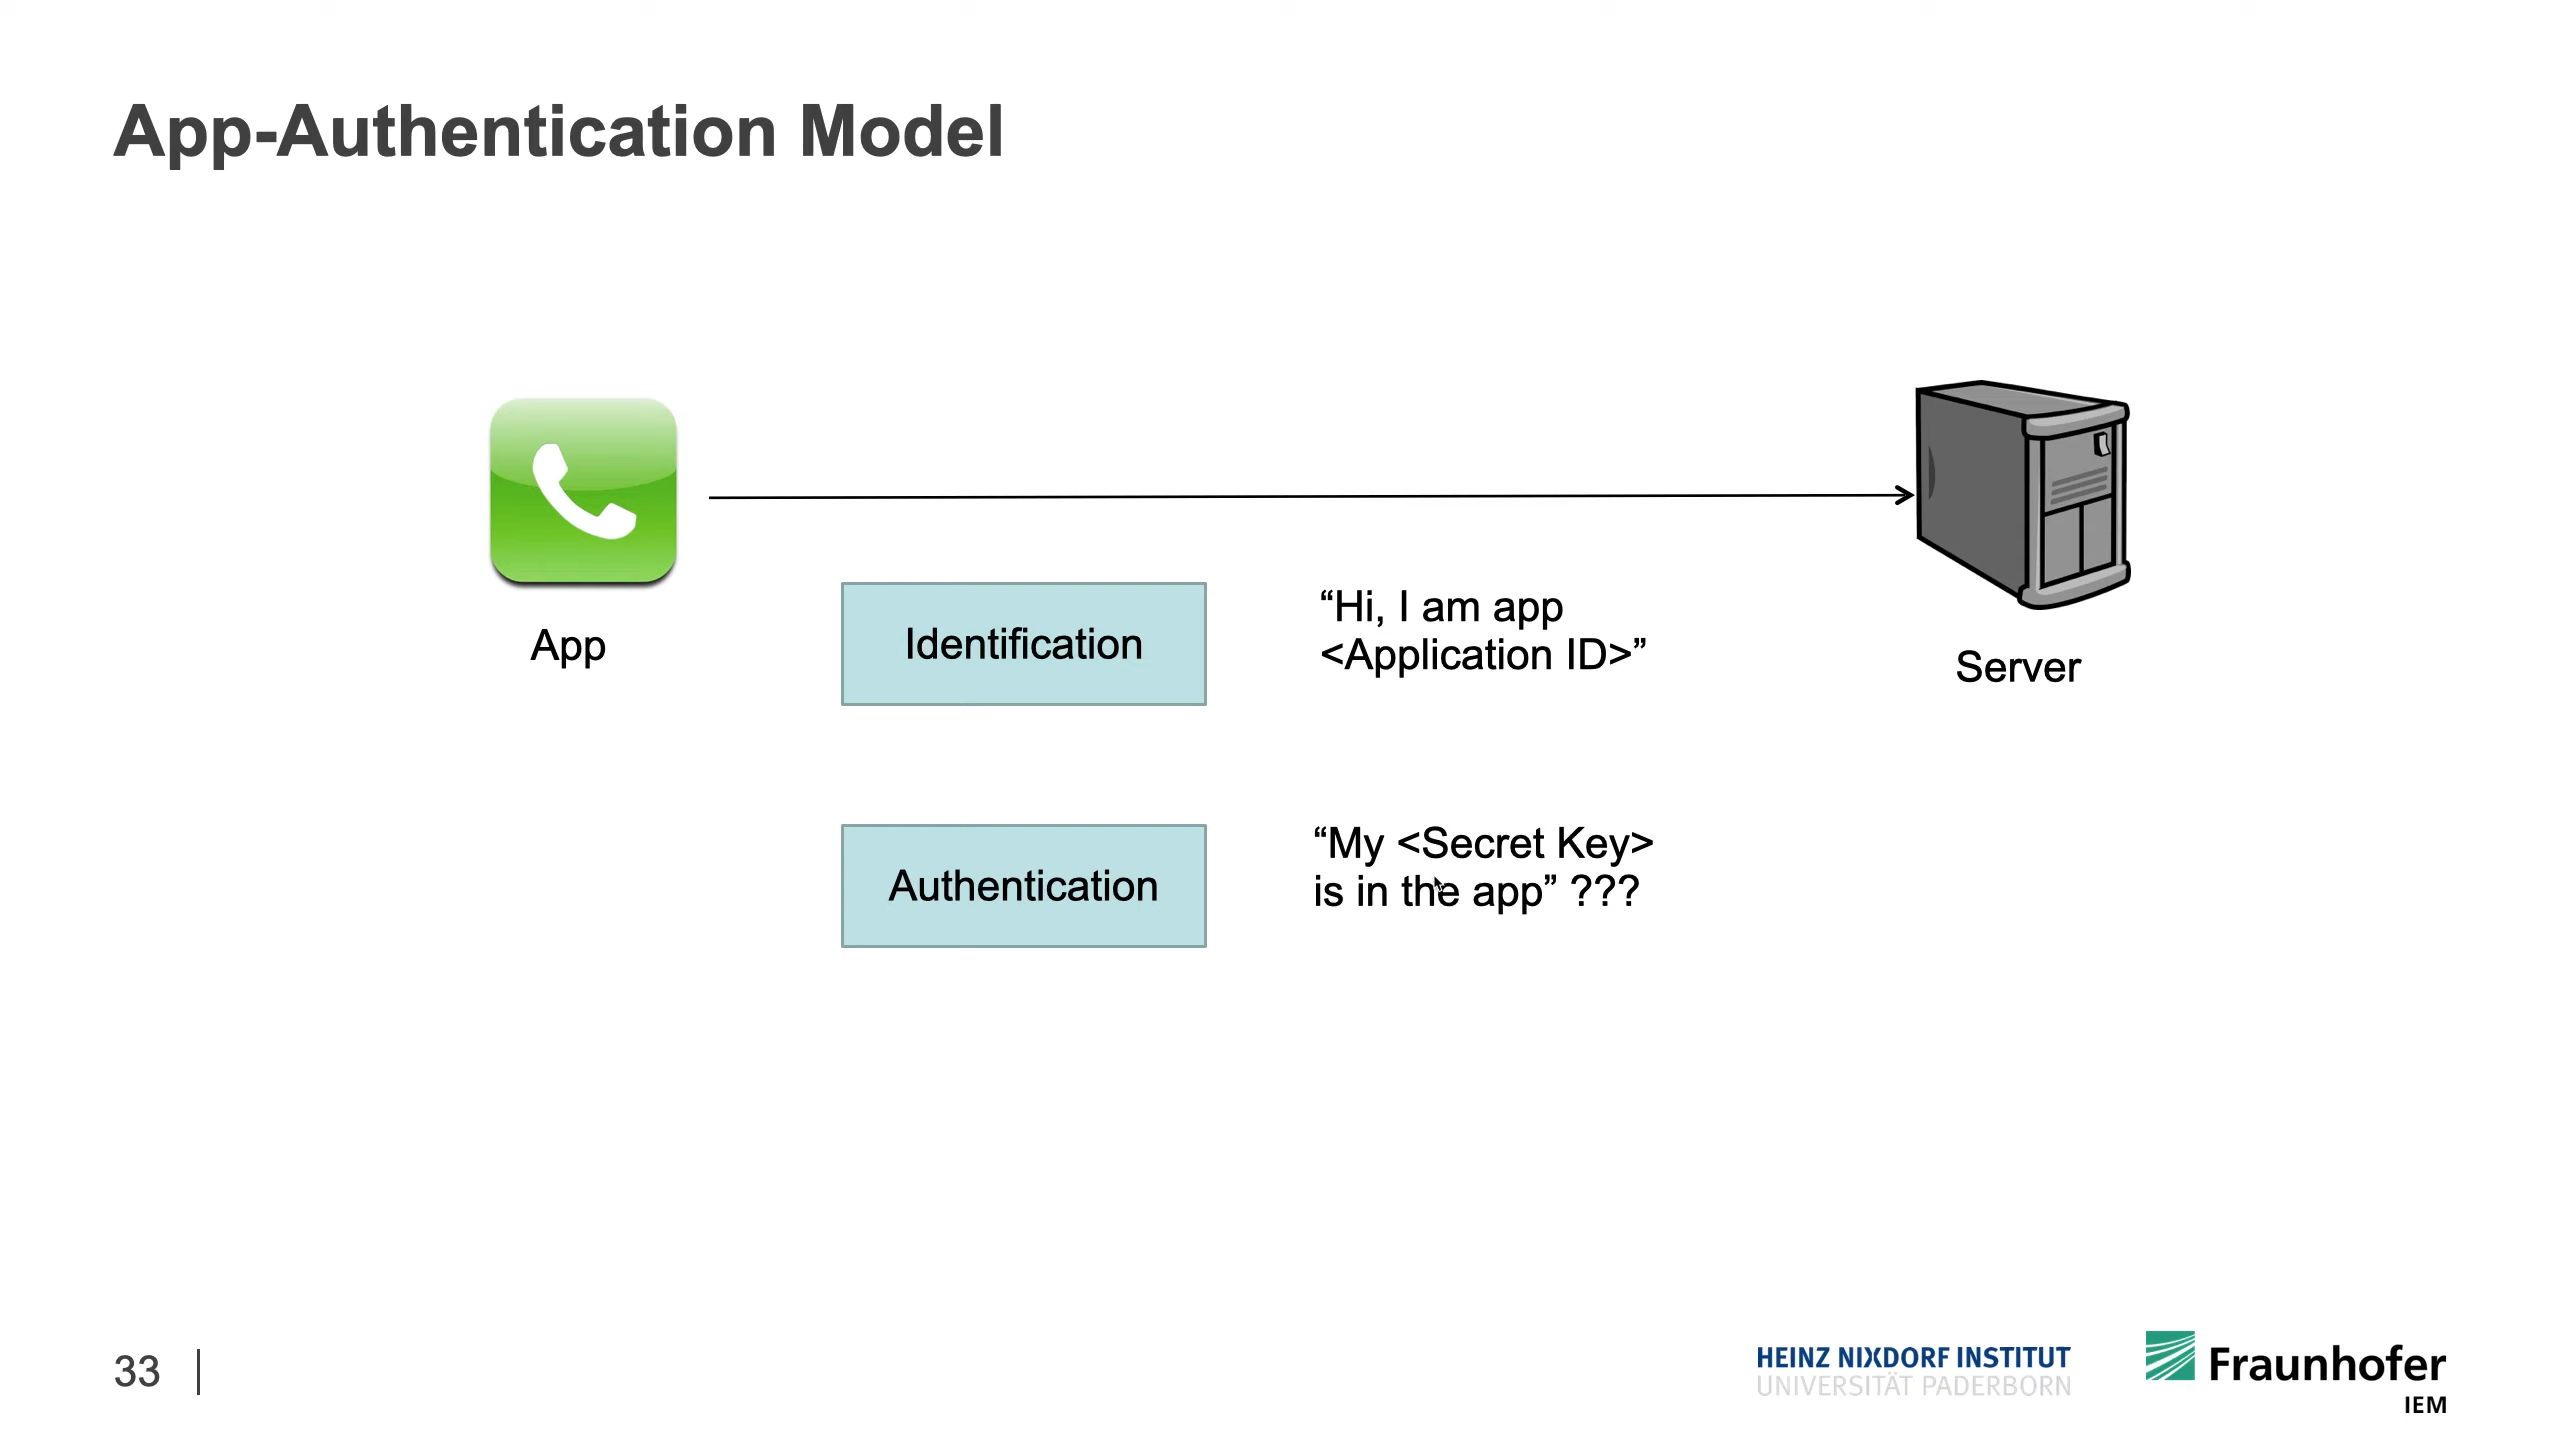 App-Authentication Model
App
Identification
“Hi, I am app
<Application ID>”
Server
Authentication
“My <Secret Key>
is in the app” ???
33
HEINZ NIXDORF INSTITUT
UNIVERSITÄT PADERBORN
Fraunhofer
IEM